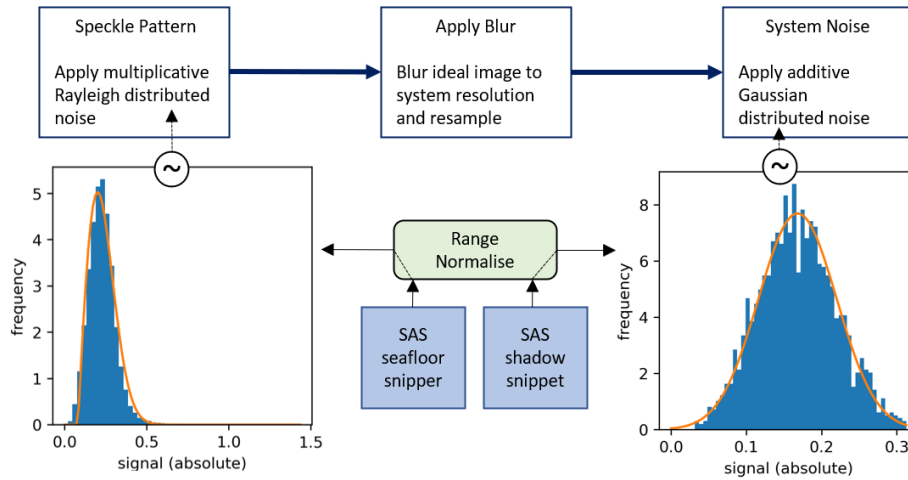 Speckle Pattern
Apply multiplicative
Rayleigh distributed
noise
Apply Blur
Blur ideal image to
system resolution
and resample
System Noise
Apply additive
Gaussian
distributed noise
~
~
5
4
3
2
1
0
frequency
0.0 0.5 1.0 1.5
signal (absolute)
Range
Normalise
SAS
seafloor
snipper
SAS
shadow
snippet
8
6
4
2
0
frequency
0.0 0.1 0.2 0.3
signal (absolute)